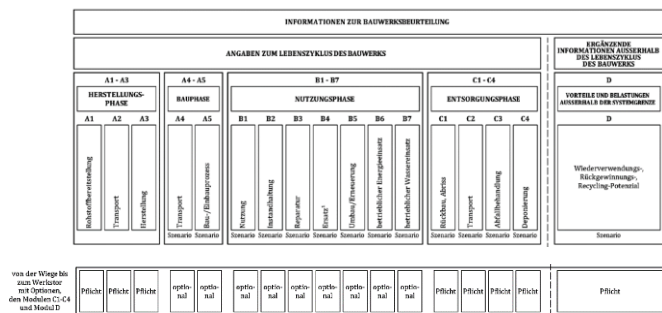 INFORMATIONEN ZUR BAUWERKSBEURTEILUNG
ANGABEN ZUM LEBENSZYKLUS DES BAUWERKS
ERGÄNZENDE
INFORMATIONEN AUSSERHALB
DES LEBENSZYKLUS
DES BAUWERKS
A1 - A3
A4 - A5
B1 - B7
C1 - C4
D
HERSTELLUNGS-
PHASE
BAUPHASE
NUTZUNGSPHASE
ENTSORGUNGSPHASE
VORTEILE UND BELASTUNGEN
AUSSERHALB DER SYSTEMGRENZE
A1 A2 A3 A4 A5 B1 B2 B3 B4 B5 B6 B7 C1 C2 C3 C4 D
Rohstoffbereitstellung
Transport
Herstellung
Transport
Bau-/Einbauprozess
Nutzung
Instandhaltung
Reparatur
Ersatz¹
Umbau/Erneuerung
betrieblicher Energieeinsatz
betrieblicher Wassereinsatz
Rückbau, Abriss
Transport
Abfallbehandlung
Deponierung
Wiederverwendungs-,
Rückgewinnungs-,
Recycling-Potenzial
Szenario Szenario Szenario Szenario Szenario Szenario Szenario Szenario Szenario Szenario Szenario Szenario Szenario Szenario
von der Wiege bis
zum Werkstor
mit Optionen,
den Modulen C1-C4
und Modul D
Pflicht Pflicht Pflicht
optio-
nal
optio-
nal
optio-
nal
optio-
nal
optio-
nal
optio-
nal
optio-
nal
optio-
nal
optio-
nal
Pflicht Pflicht Pflicht Pflicht
Pflicht